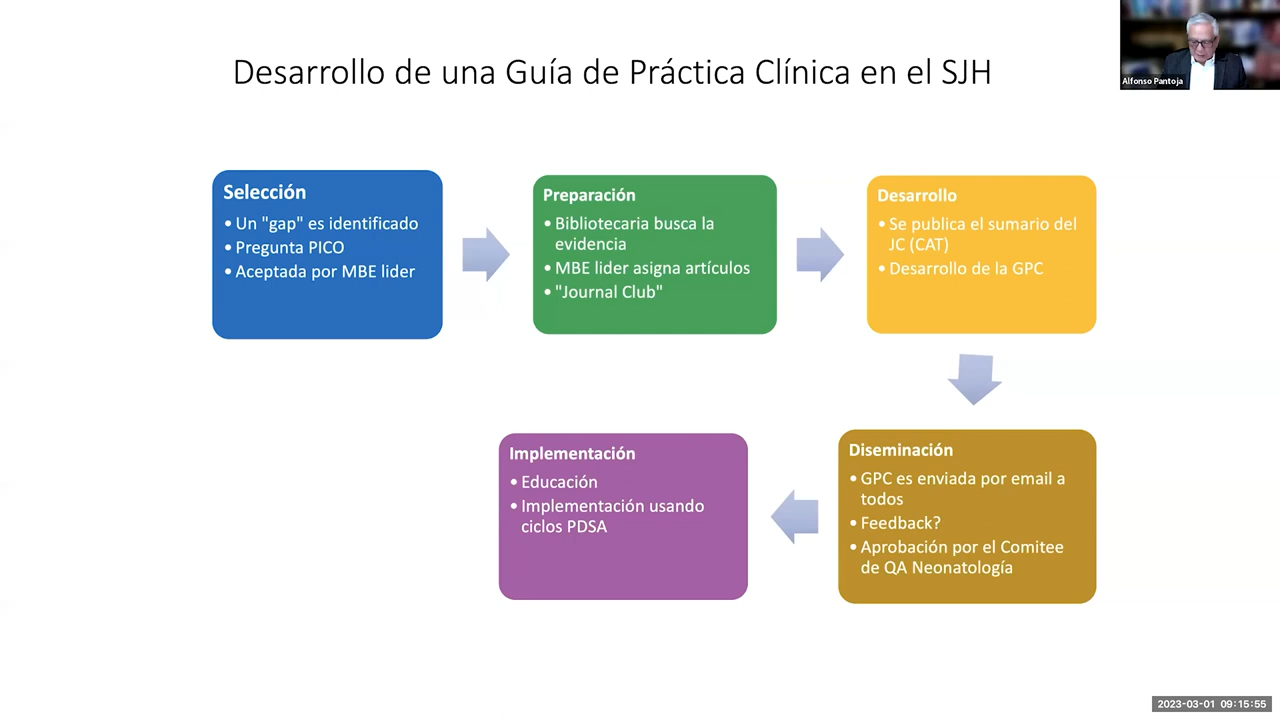 Desarrollo de una Guía de Práctica Clínica en el SJH
Alfonso Pantoja
Selección
• Un "gap" es identificado
• Pregunta PICO
• Aceptada por MBE lider
Preparación
• Bibliotecaria busca la
evidencia
• MBE lider asigna artículos
• "Journal Club"
Desarrollo
• Se publica el sumario del
JC (CAT)
• Desarrollo de la GPC
Diseminación
• GPC es enviada por email a
todos
• Feedback?
• Aprobación por el Comitee
de QA Neonatología
Implementación
• Educación
• Implementación usando
ciclos PDSA
2023-03-01 09:15:55